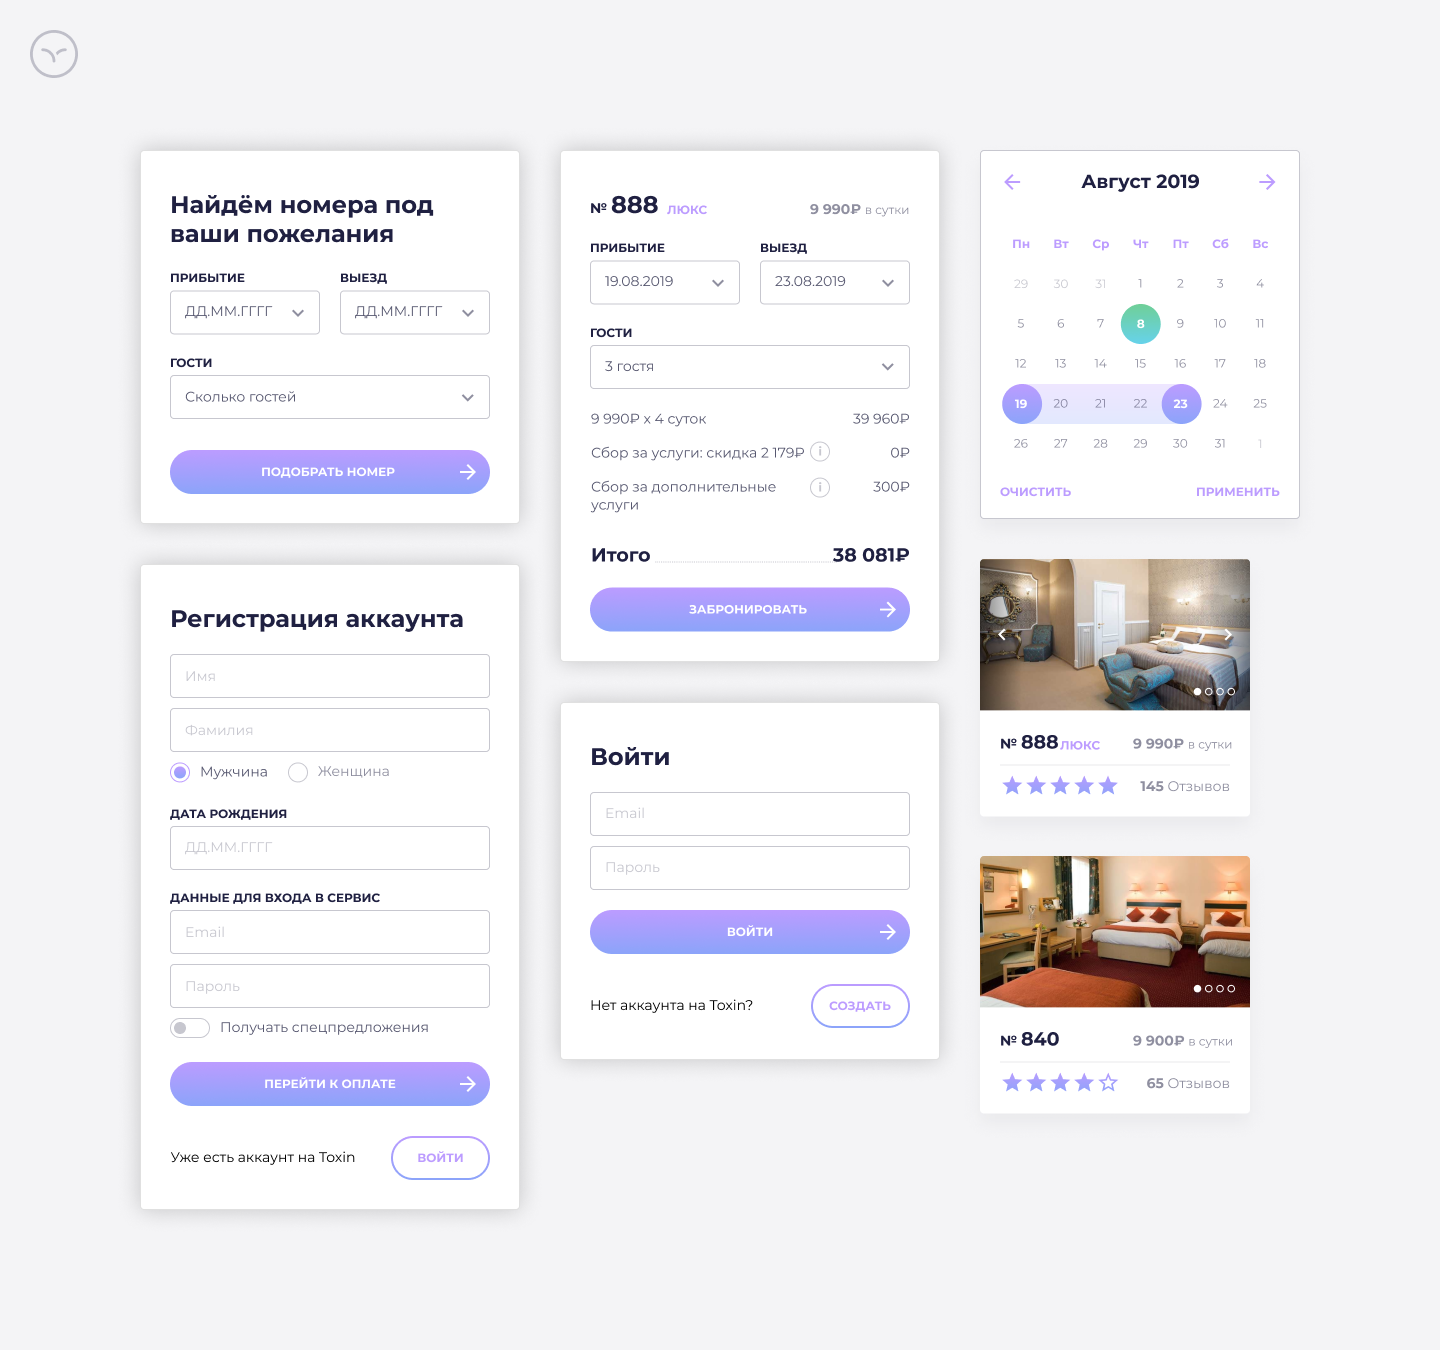 Найдём номера под
ваши пожелания
ПРИБЫТИЕ
ВЫЕЗД
ДД.ММ.ГГГГ
ДД.ММ.ГГГГ
ГОСТИ
Сколько гостей
ПОДОБРАТЬ НОМЕР
Регистрация аккаунта
Имя
Фамилия
Мужчина
Женщина
ДАТА РОЖДЕНИЯ
ДД.ММ.ГГГГ
ДАННЫЕ ДЛЯ ВХОДА В СЕРВИС
Email
Пароль
Получать спецпредложения
ПЕРЕЙТИ К ОПЛАТЕ
Уже есть аккаунт на Toxin
ВОЙТИ
№ 888 ЛЮКС
9 990₽ в сутки
ПРИБЫТИЕ
ВЫЕЗД
19.08.2019
23.08.2019
ГОСТИ
3 гостя
9 990₽ х 4 суток 39 960₽
Сбор за услуги: скидка 2 179₽ i 0₽
Сбор за дополнительные i 300₽
услуги
Итого 38 081₽
ЗАБРОНИРОВАТЬ
Войти
Email
Пароль
ВОЙТИ
Нет аккаунта на Toxin?
СОЗДАТЬ
Август 2019
Пн Вт Ср Чт Пт Сб Вс
29 30 31 1 2 3 4
5 6 7 8 9 10 11
12 13 14 15 16 17 18
19 20 21 22 23 24 25
26 27 28 29 30 31 1
ОЧИСТИТЬ
ПРИМЕНИТЬ
№ 888 ЛЮКС
9 990₽ в сутки
145 Отзывов
№ 840
9 900₽ в сутки
65 Отзывов